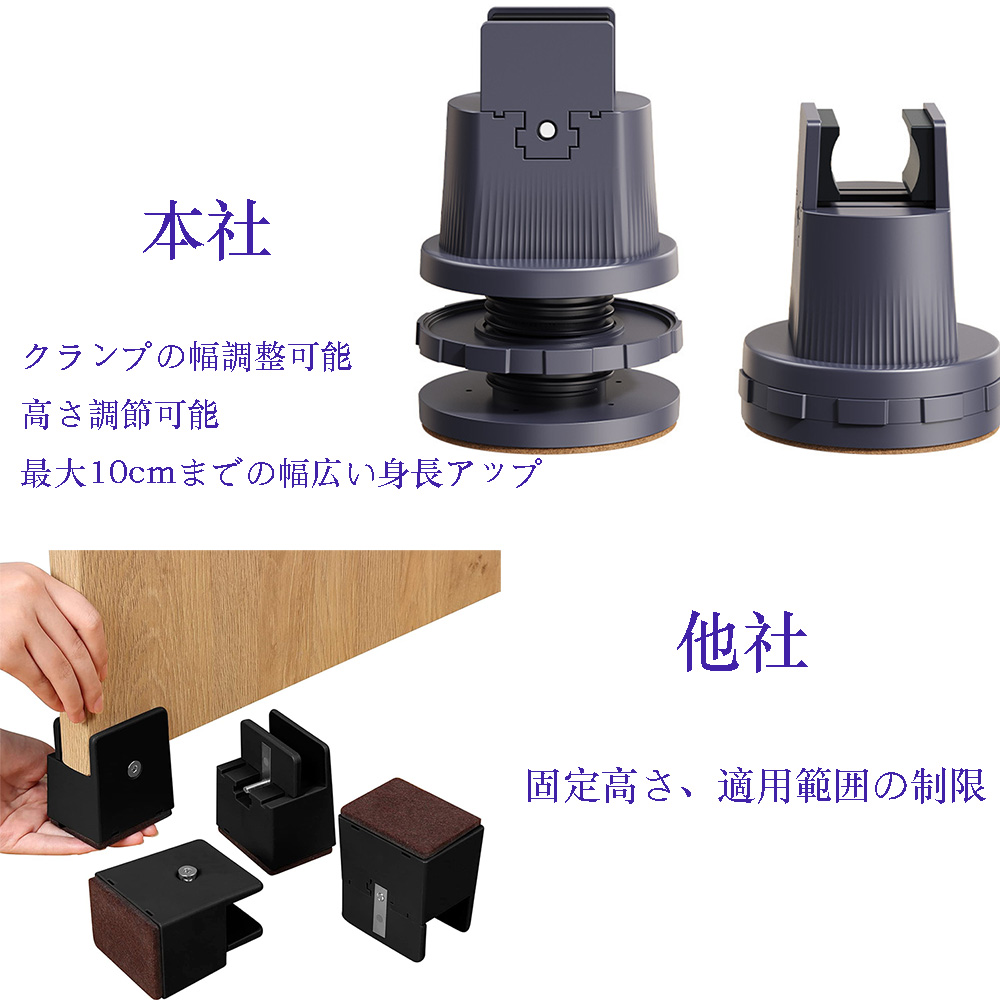 本社
クランプの幅調整可能
高さ調節可能
最大10cmまでの幅広い身長アップ
他社
固定高さ、適用範囲の制限